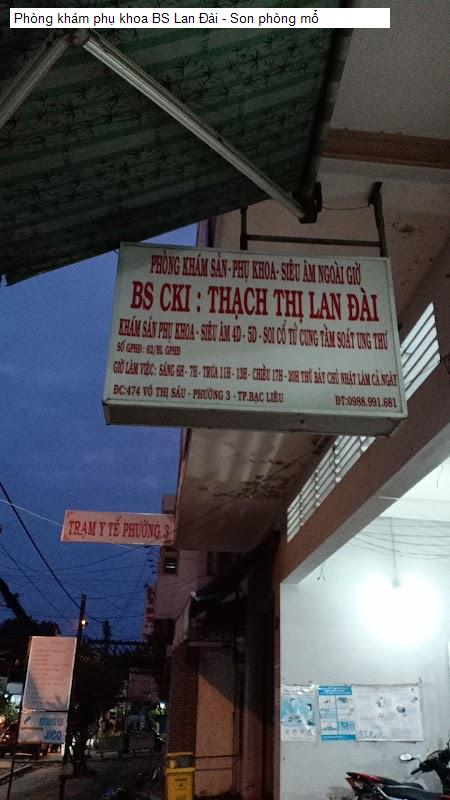 Phòng khám phụ khoa BS Lan Đài - Son phòng mổ
PHÒNG KHÁM SẢN - PHỤ KHOA - SIÊU ÂM NGOÀI GIỜ
BS CKI : THẠCH THỊ LAN ĐÀI
KHÁM SẢN PHỤ KHOA - SIÊU ÂM 4D - 5D - SOI CỔ TỬ CUNG TẦM SOÁT UNG THƯ
SỐ GPHĐ : 62/BL GPHĐ
GIỜ LÀM VIỆC : SÁNG 6H - 7H - TRƯA 11H - 13H - CHIỀU 17H - 20H THỨ BẢY CHỦ NHẬT LÀM CẢ NGÀY
ĐC:474 VÕ THỊ SÁU - PHƯỜNG 3 - TP.BẠC LIÊU ĐT:0988.991.681
TRẠM Y TẾ PHƯỜNG 3
JICO